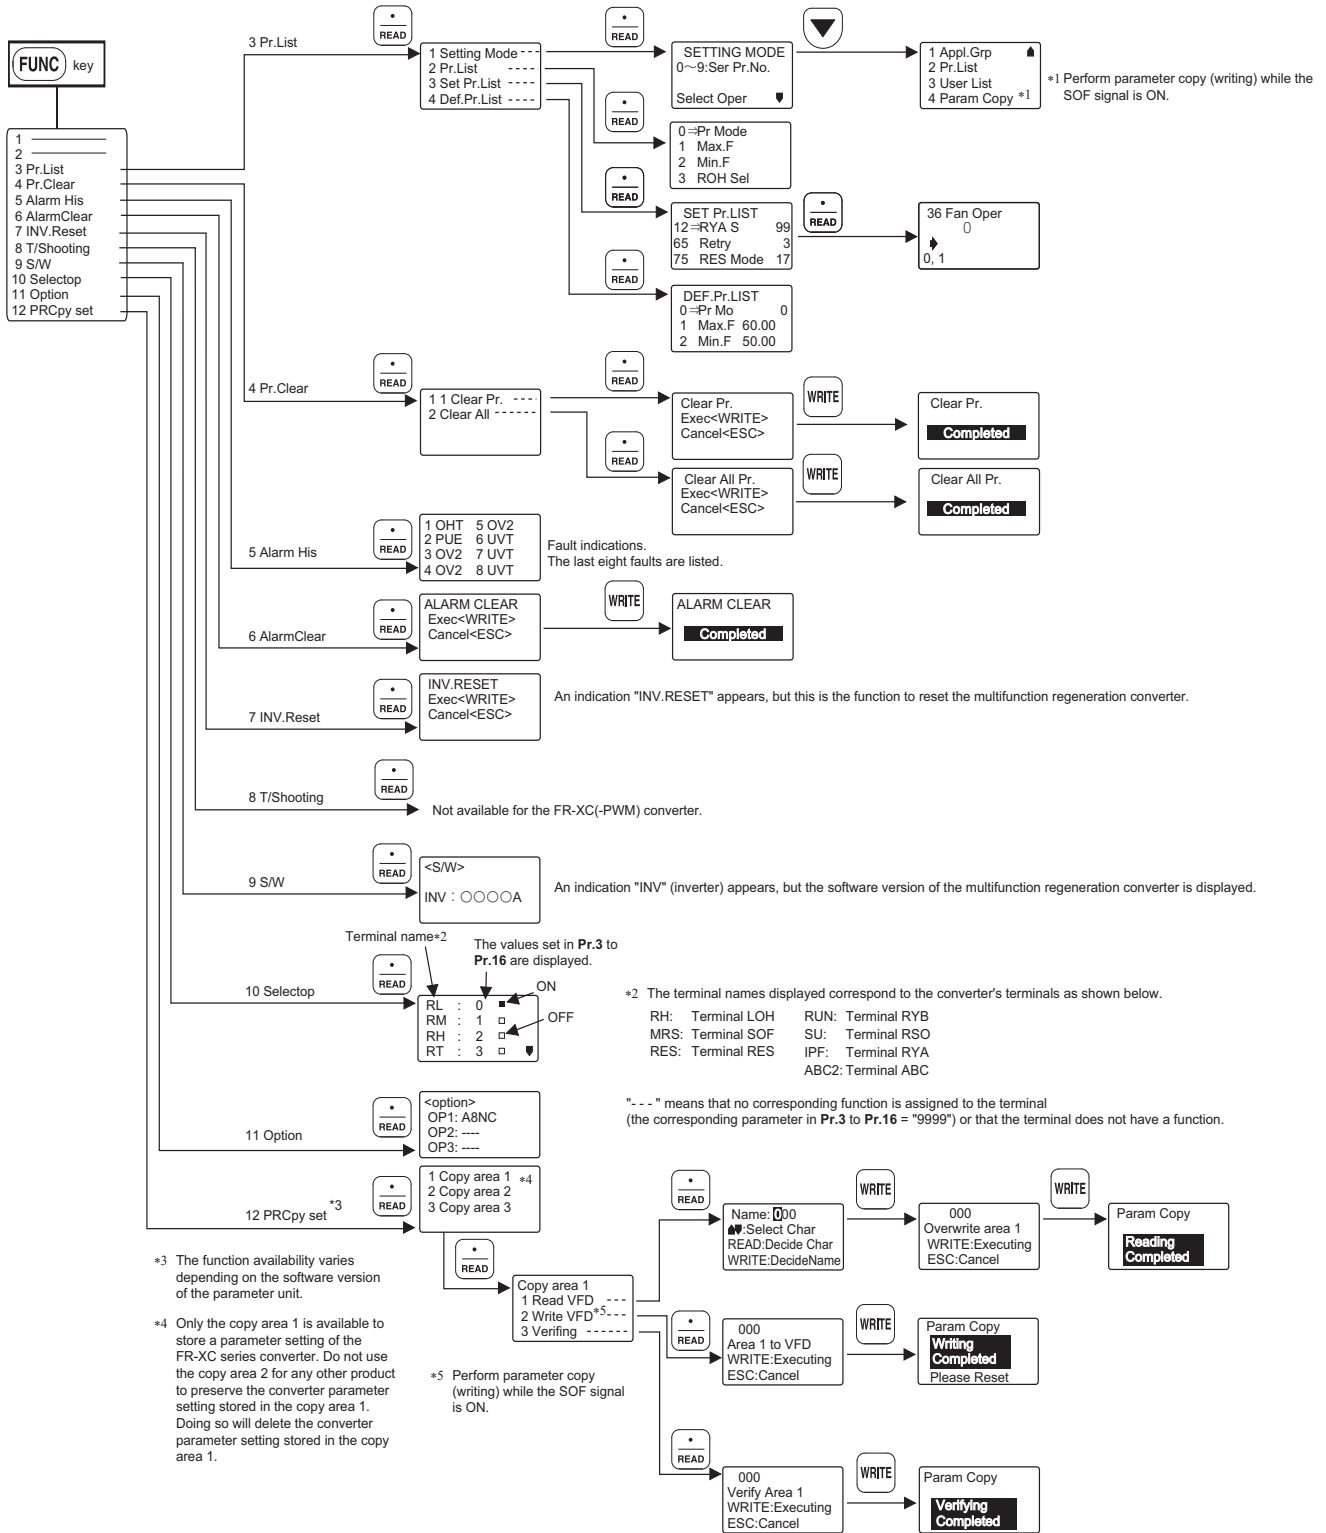 FUNC key
1
2
3 Pr.List
4 Pr.Clear
5 Alarm His
6 AlarmClear
7 INV.Reset
8 T/Shooting
9 S/W
10 Selectop
11 Option
12 PRCpy set
3 Pr.List
READ
1 Setting Mode ---
2 Pr.List ----
3 Set Pr.List ----
4 Def.Pr.List ----
READ
SETTING MODE
0～9:Ser Pr.No.
Select Oper
1 Appl.Grp
2 Pr.List
3 User List
4 Param Copy *1
*1 Perform parameter copy (writing) while the
SOF signal is ON.
READ
0⇒Pr Mode
1 Max.F
2 Min.F
3 ROH Sel
READ
SET Pr.LIST
12⇒RYA S 99
65 Retry 3
75 RES Mode 17
READ
36 Fan Oper
0
0, 1
READ
DEF.Pr.LIST
0⇒Pr Mo 0
1 Max.F 60.00
2 Min.F 50.00
4 Pr.Clear
READ
1 1 Clear Pr. ----
2 Clear All ------
READ
Clear Pr.
Exec<WRITE>
Cancel<ESC>
WRITE
Clear Pr.
Completed
READ
Clear All Pr.
Exec<WRITE>
Cancel<ESC>
WRITE
Clear All Pr.
Completed
5 Alarm His
READ
1 OHT 5 OV2
2 PUE 6 UVT
3 OV2 7 UVT
4 OV2 8 UVT
Fault indications.
The last eight faults are listed.
6 AlarmClear
READ
ALARM CLEAR
Exec<WRITE>
Cancel<ESC>
WRITE
ALARM CLEAR
Completed
7 INV.Reset
READ
INV.RESET
Exec<WRITE>
Cancel<ESC>
An indication "INV.RESET" appears, but this is the function to reset the multifunction regeneration converter.
8 T/Shooting
READ
Not available for the FR-XC(-PWM) converter.
9 S/W
READ
<S/W>
INV : ○○○○A
An indication "INV" (inverter) appears, but the software version of the multifunction regeneration converter is displayed.
Terminal name*2
The values set in Pr.3 to
Pr.16 are displayed.
10 Selectop
READ
RL : 0 ■
RM : 1 □
RH : 2 □
RT : 3 □
ON
OFF
*2 The terminal names displayed correspond to the converter's terminals as shown below.
RH: Terminal LOH RUN: Terminal RYB
MRS: Terminal SOF SU: Terminal RSO
RES: Terminal RES IPF: Terminal RYA
ABC2: Terminal ABC
"- - - " means that no corresponding function is assigned to the terminal
(the corresponding parameter in Pr.3 to Pr.16 = "9999") or that the terminal does not have a function.
11 Option
READ
<option>
OP1: A8NC
OP2: ----
OP3: ----
12 PRCpy set *3
READ
1 Copy area 1 *4
2 Copy area 2
3 Copy area 3
READ
Copy area 1
1 Read VFD ---
2 Write VFD*5---
3 Verifing ------
READ
Name: 000
:Select Char
READ:Decide Char
WRITE:DecideName
WRITE
000
Overwrite area 1
WRITE:Executing
ESC:Cancel
WRITE
Param Copy
Reading
Completed
READ
000
Area 1 to VFD
WRITE:Executing
ESC:Cancel
WRITE
Param Copy
Writing
Completed
Please Reset
READ
000
Verify Area 1
WRITE:Executing
ESC:Cancel
WRITE
Param Copy
Verifying
Completed
*3 The function availability varies
depending on the software version
of the parameter unit.
*4 Only the copy area 1 is available to
store a parameter setting of the
FR-XC series converter. Do not use
the copy area 2 for any other product
to preserve the converter parameter
setting stored in the copy area 1.
Doing so will delete the converter
parameter setting stored in the copy
area 1.
*5 Perform parameter copy
(writing) while the SOF signal
is ON.